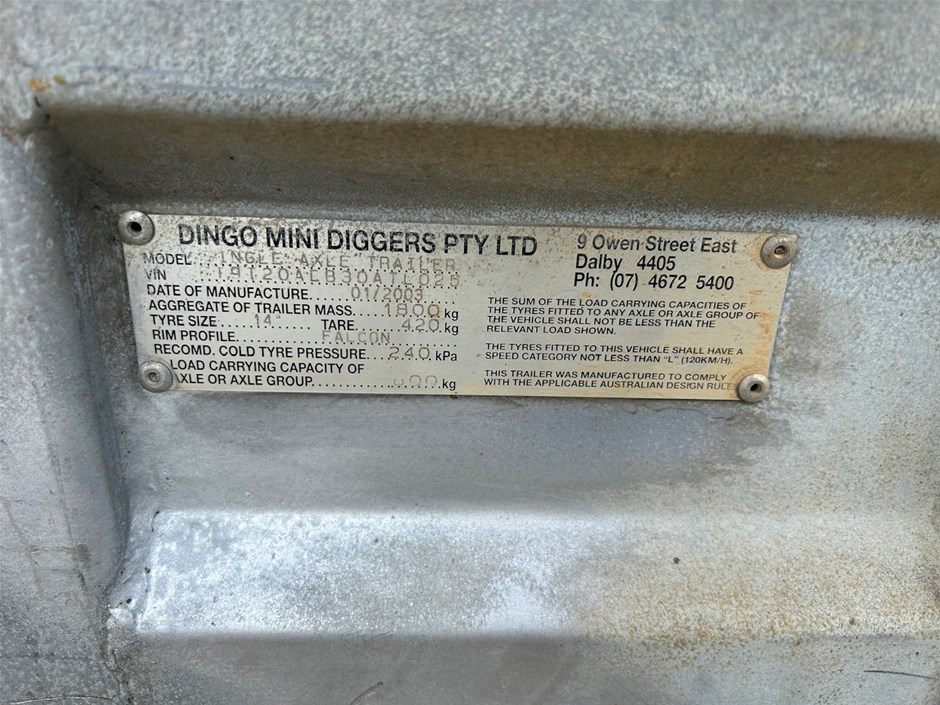 DINGO MINI DIGGERS PTY LTD
MODEL INGLE AXLE TRAILER
VIN
DATE OF MANUFACTURE 01/2003
AGGREGATE OF TRAILER MASS 1800 kg
TYRE SIZE 14" TARE 420 kg
RIM PROFILE FALCON
RECOMD. COLD TYRE PRESSURE 240 kPa
LOAD CARRYING CAPACITY OF
AXLE OR AXLE GROUP kg
9 Owen Street East
Dalby 4405
Ph: (07) 4672 5400
THE SUM OF THE LOAD CARRYING CAPACITIES OF
THE TYRES FITTED TO ANY AXLE OR AXLE GROUP OF
THE VEHICLE SHALL NOT BE LESS THAN THE
RELEVANT LOAD SHOWN.
THE TYRES FITTED TO THIS VEHICLE SHALL HAVE A
SPEED CATEGORY NOT LESS THAN "L" (120KM/H).
THIS TRAILER WAS MANUFACTURED TO COMPLY
WITH THE APPLICABLE AUSTRALIAN DESIGN RULES